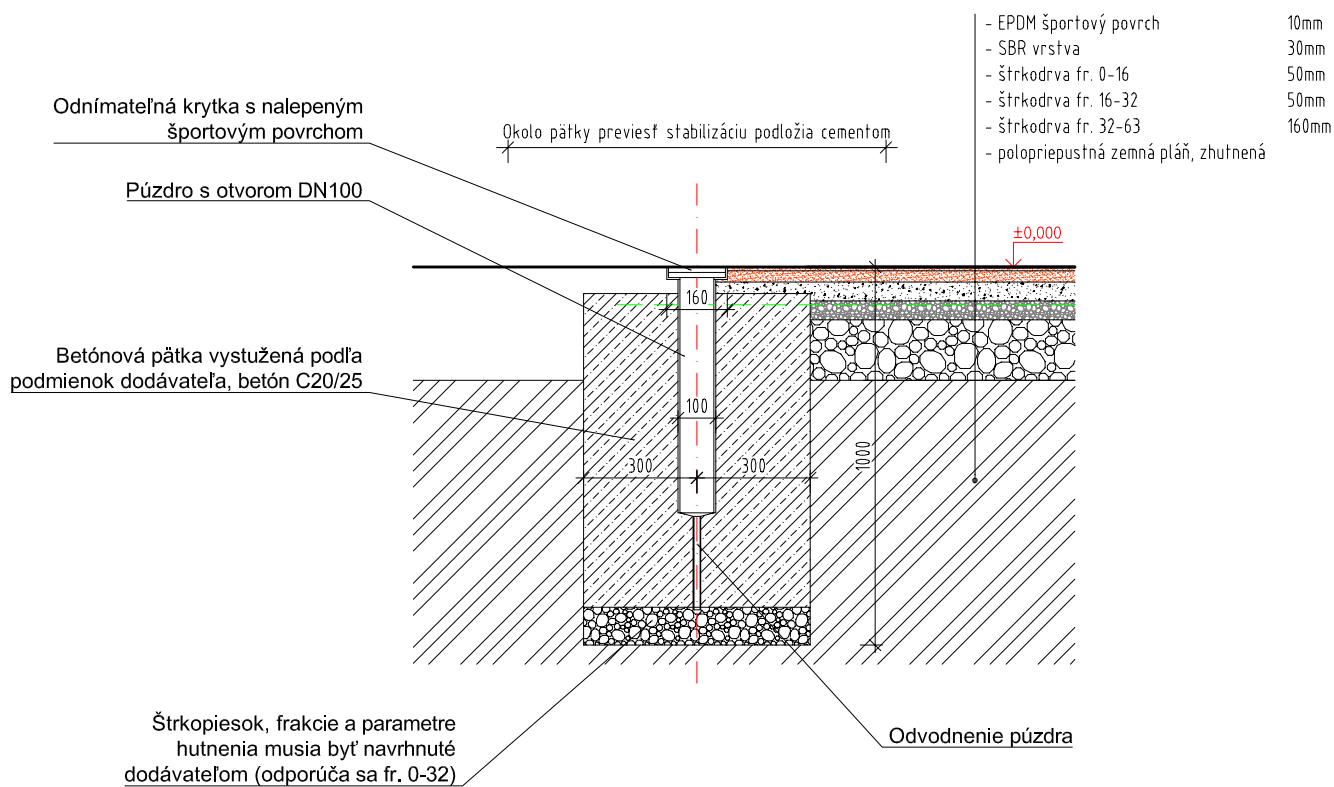 - EPDM športový povrch 10mm
- SBR vrstva 30mm
- štrkodrva fr. 0-16 50mm
- štrkodrva fr. 16-32 50mm
- štrkodrva fr. 32-63 160mm
- polopriepustná zemná pláň, zhutnená
Odnímateľná krytka s nalepeným
športovým povrchom
Okolo pätky previesť stabilizáciu podložia cementom
Púzdro s otvorom DN100
±0,000
160
Betónová pätka vystužená podľa
podmienok dodávateľa, betón C20/25
100
300
300
1000
Štrkopiesok, frakcie a parametre
hutnenia musia byť navrhnuté
dodávateľom (odporúča sa fr. 0-32)
Odvodnenie púzdra